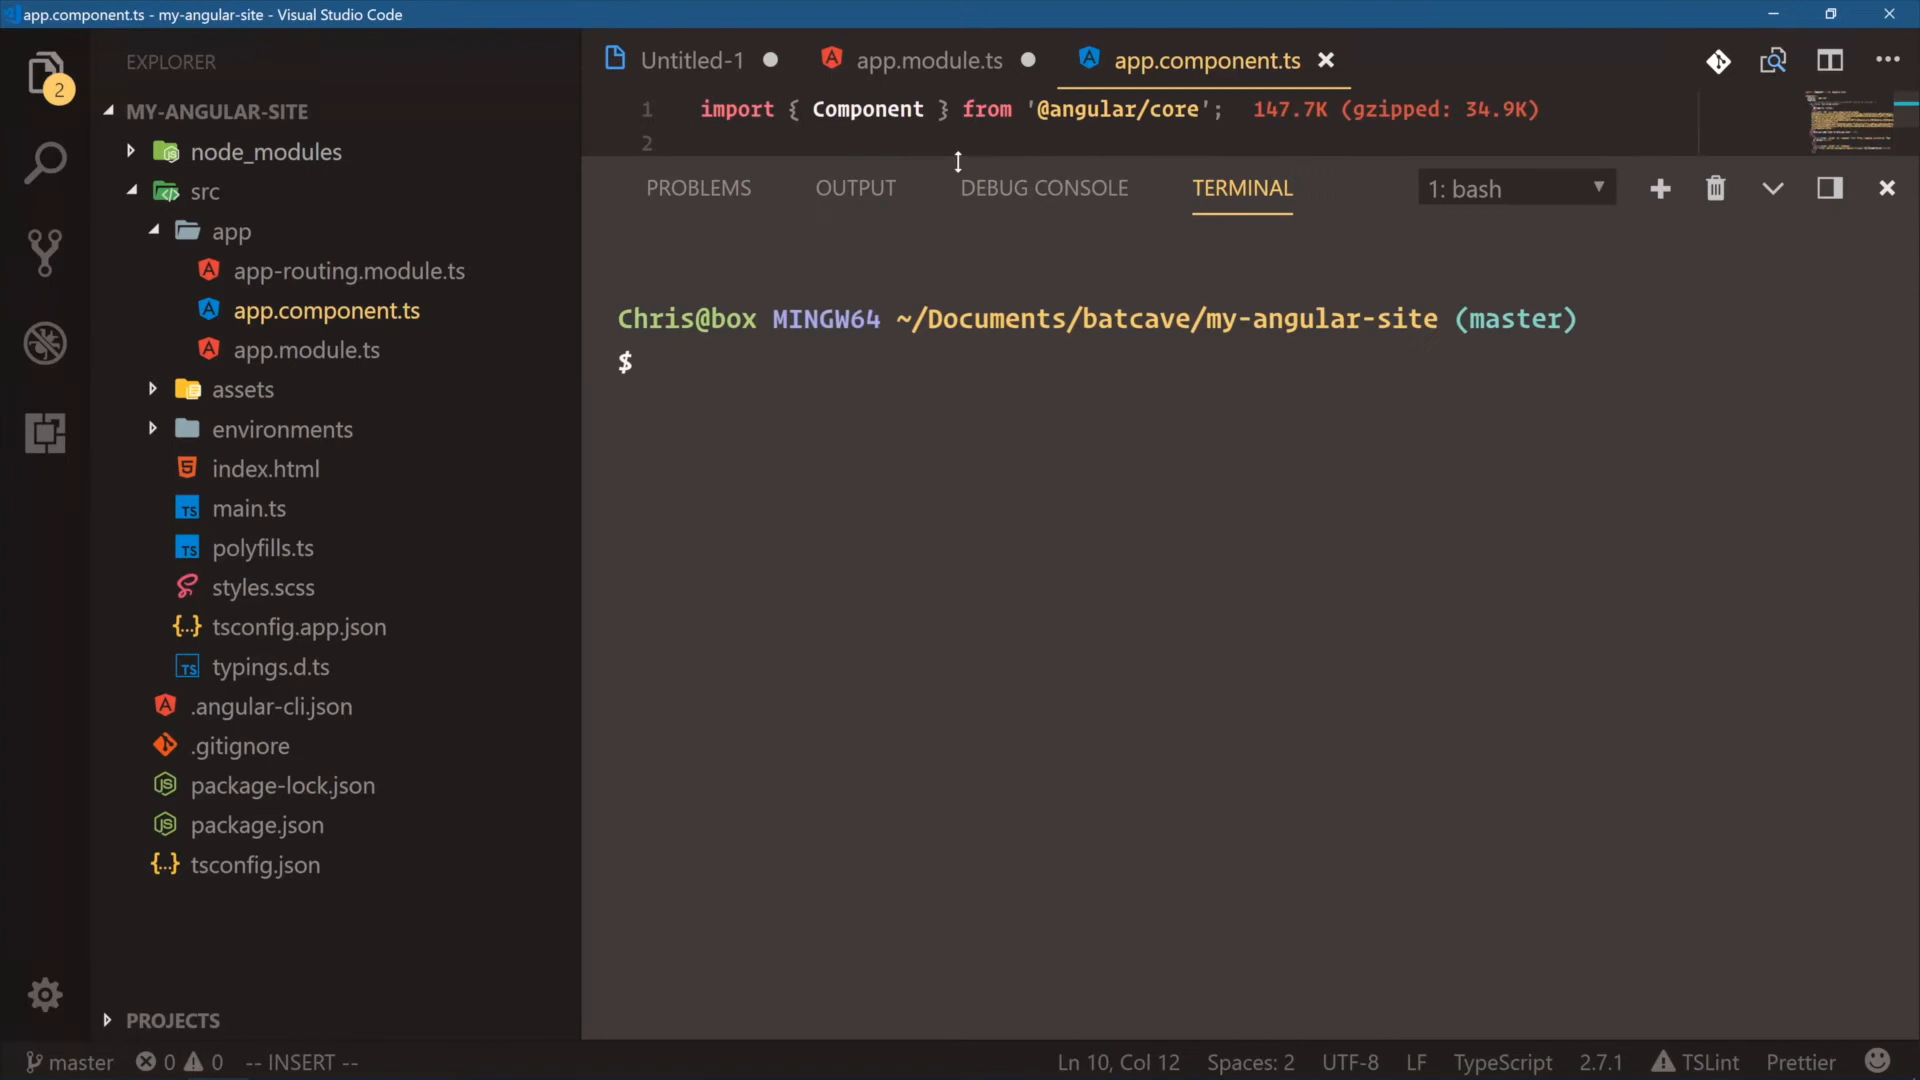 app.component.ts - my-angular-site - Visual Studio Code
EXPLORER
2
MY-ANGULAR-SITE
node_modules
src
app
app-routing.module.ts
app.component.ts
app.module.ts
assets
environments
index.html
main.ts
polyfills.ts
styles.scss
tsconfig.app.json
typings.d.ts
.angular-cli.json
.gitignore
package-lock.json
package.json
tsconfig.json
PROJECTS
Untitled-1 app.module.ts app.component.ts
1 import { Component } from '@angular/core'; 147.7K (gzipped: 34.9K)
2
PROBLEMS OUTPUT DEBUG CONSOLE TERMINAL 1: bash
Chris@box MINGW64 ~/Documents/batcave/my-angular-site (master)
$
master 0 0 -- INSERT -- Ln 10, Col 12 Spaces: 2 UTF-8 LF TypeScript 2.7.1 TSLint Prettier